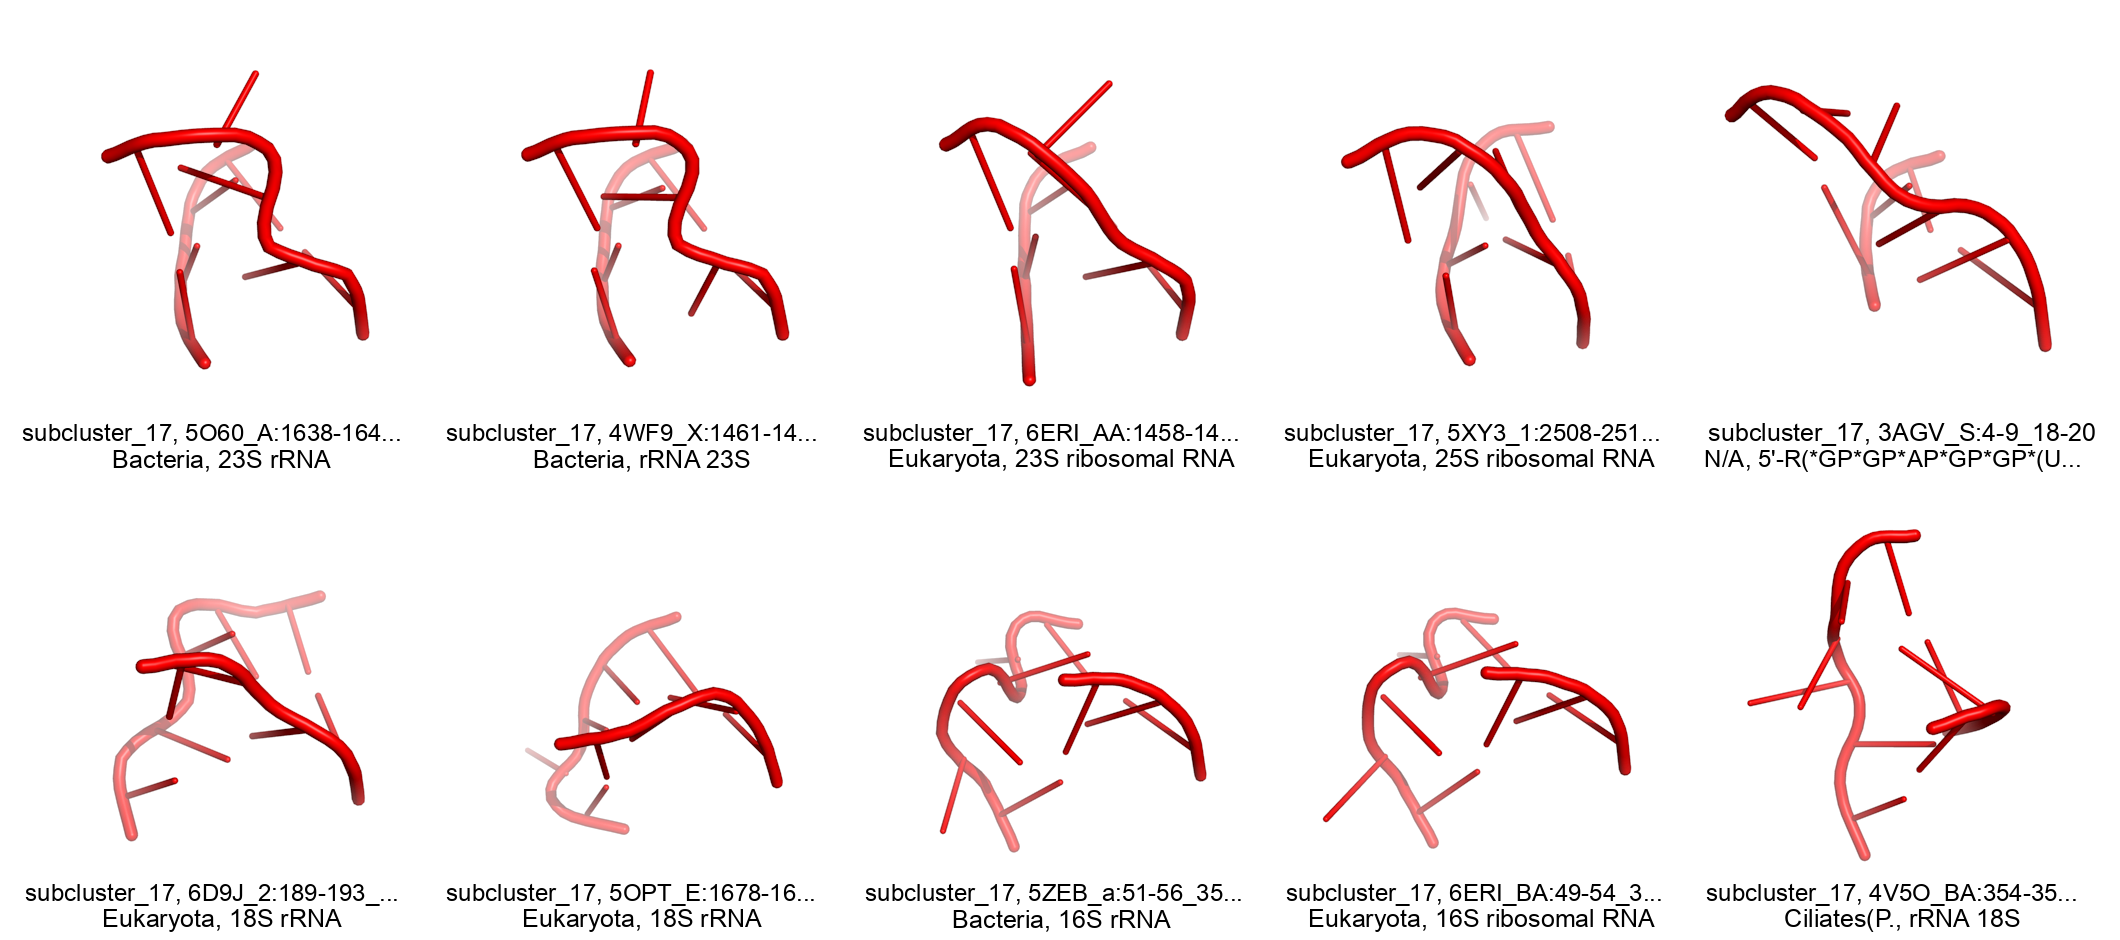 subcluster_17, 5O60_A:1638-164...
Bacteria, 23S rRNA
subcluster_17, 4WF9_X:1461-14...
Bacteria, rRNA 23S
subcluster_17, 6ERI_AA:1458-14...
Eukaryota, 23S ribosomal RNA
subcluster_17, 5XY3_1:2508-251...
Eukaryota, 25S ribosomal RNA
subcluster_17, 3AGV_S:4-9_18-20
N/A, 5'-R(*GP*GP*AP*GP*GP*(U...
subcluster_17, 6D9J_2:189-193_...
Eukaryota, 18S rRNA
subcluster_17, 5OPT_E:1678-16...
Eukaryota, 18S rRNA
subcluster_17, 5ZEB_a:51-56_35...
Bacteria, 16S rRNA
subcluster_17, 6ERI_BA:49-54_3...
Eukaryota, 16S ribosomal RNA
subcluster_17, 4V5O_BA:354-35...
Ciliates(P., rRNA 18S